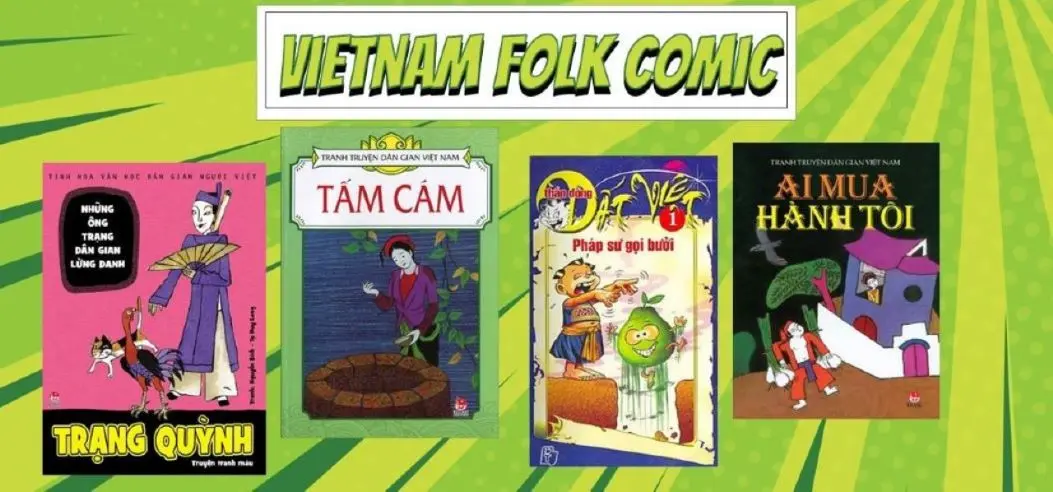 VIETNAM FOLK COMIC
TINH HOA VĂN HỌC DÂN GIAN NGƯỜI VIỆT
NHỮNG
ÔNG
TRẠNG
DÂN GIAN
LỪNG DANH
TRẠNG QUỲNH
Truyện tranh màu
TRANH TRUYỆN DÂN GIAN VIỆT NAM
TẤM CÁM
Thần đồng
ĐẤT VIỆT
1
Pháp sư gọi bưởi
TRANH TRUYỆN DÂN GIAN VIỆT NAM
AI MUA
HÀNH TÔI